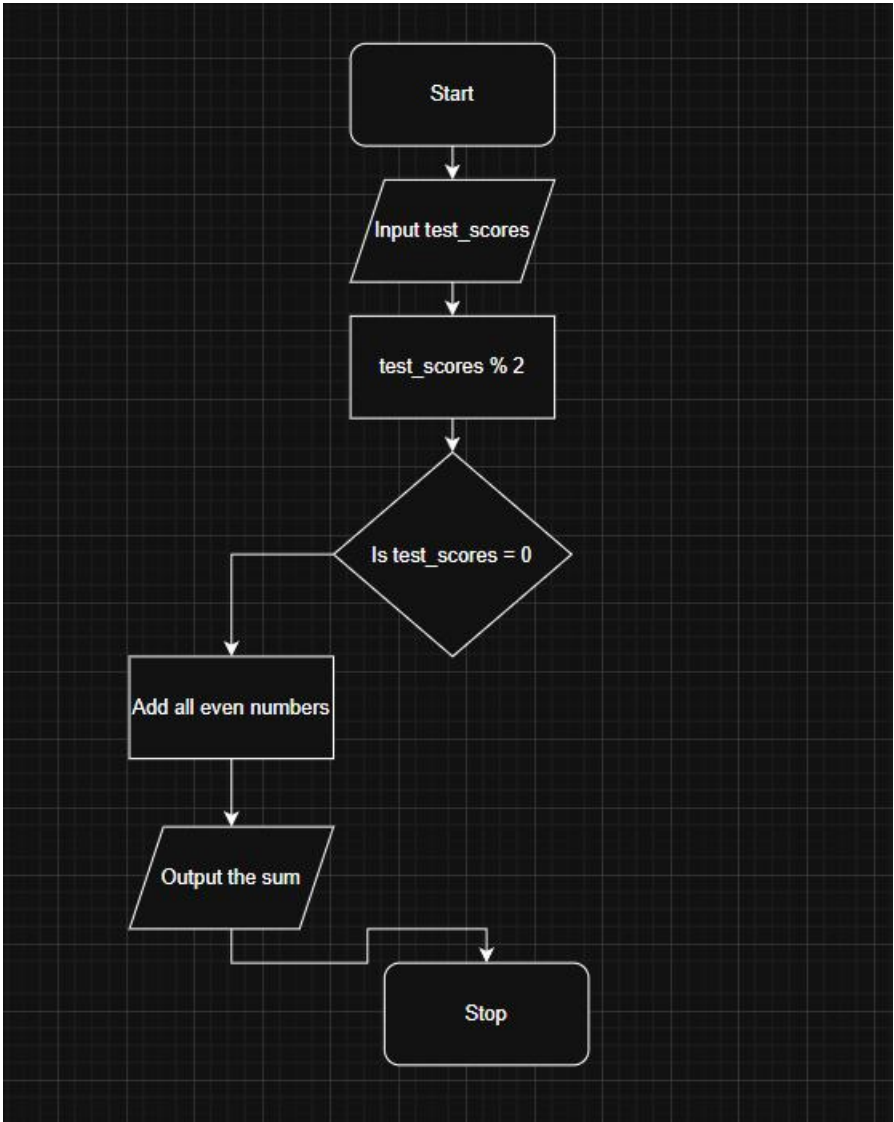 Start
Input test_scores
test_scores % 2
Is test_scores = 0
Add all even numbers
Output the sum
Stop